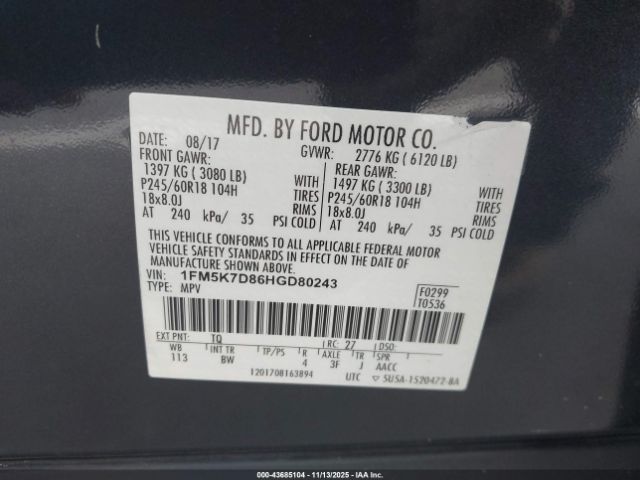 MFD. BY FORD MOTOR CO.
DATE: 08/17 GVWR: 2776 KG ( 6120 LB)
FRONT GAWR: REAR GAWR:
1397 KG ( 3080 LB) WITH 1497 KG ( 3300 LB) WITH
P245/60R18 104H TIRES P245/60R18 104H TIRES
18x8.0J RIMS 18x8.0J RIMS
AT 240 kPa/ 35 PSI COLD AT 240 kPa/ 35 PSI COLD
THIS VEHICLE CONFORMS TO ALL APPLICABLE FEDERAL MOTOR
VEHICLE SAFETY STANDARDS IN EFFECT ON THE DATE OF
MANUFACTURE SHOWN ABOVE.
VIN: 1FM5K7D86HGD80243
TYPE: MPV
F0299
T0536
EXT PNT: TQ RC: 27 DSO:
WB INT TR TP/PS R AXLE TR SPR
113 BW 4 3F J AACC
1201708163894 UTC ▽ 5USA-1520472-BA
000-43685104 - 11/13/2025 - IAAI.COM